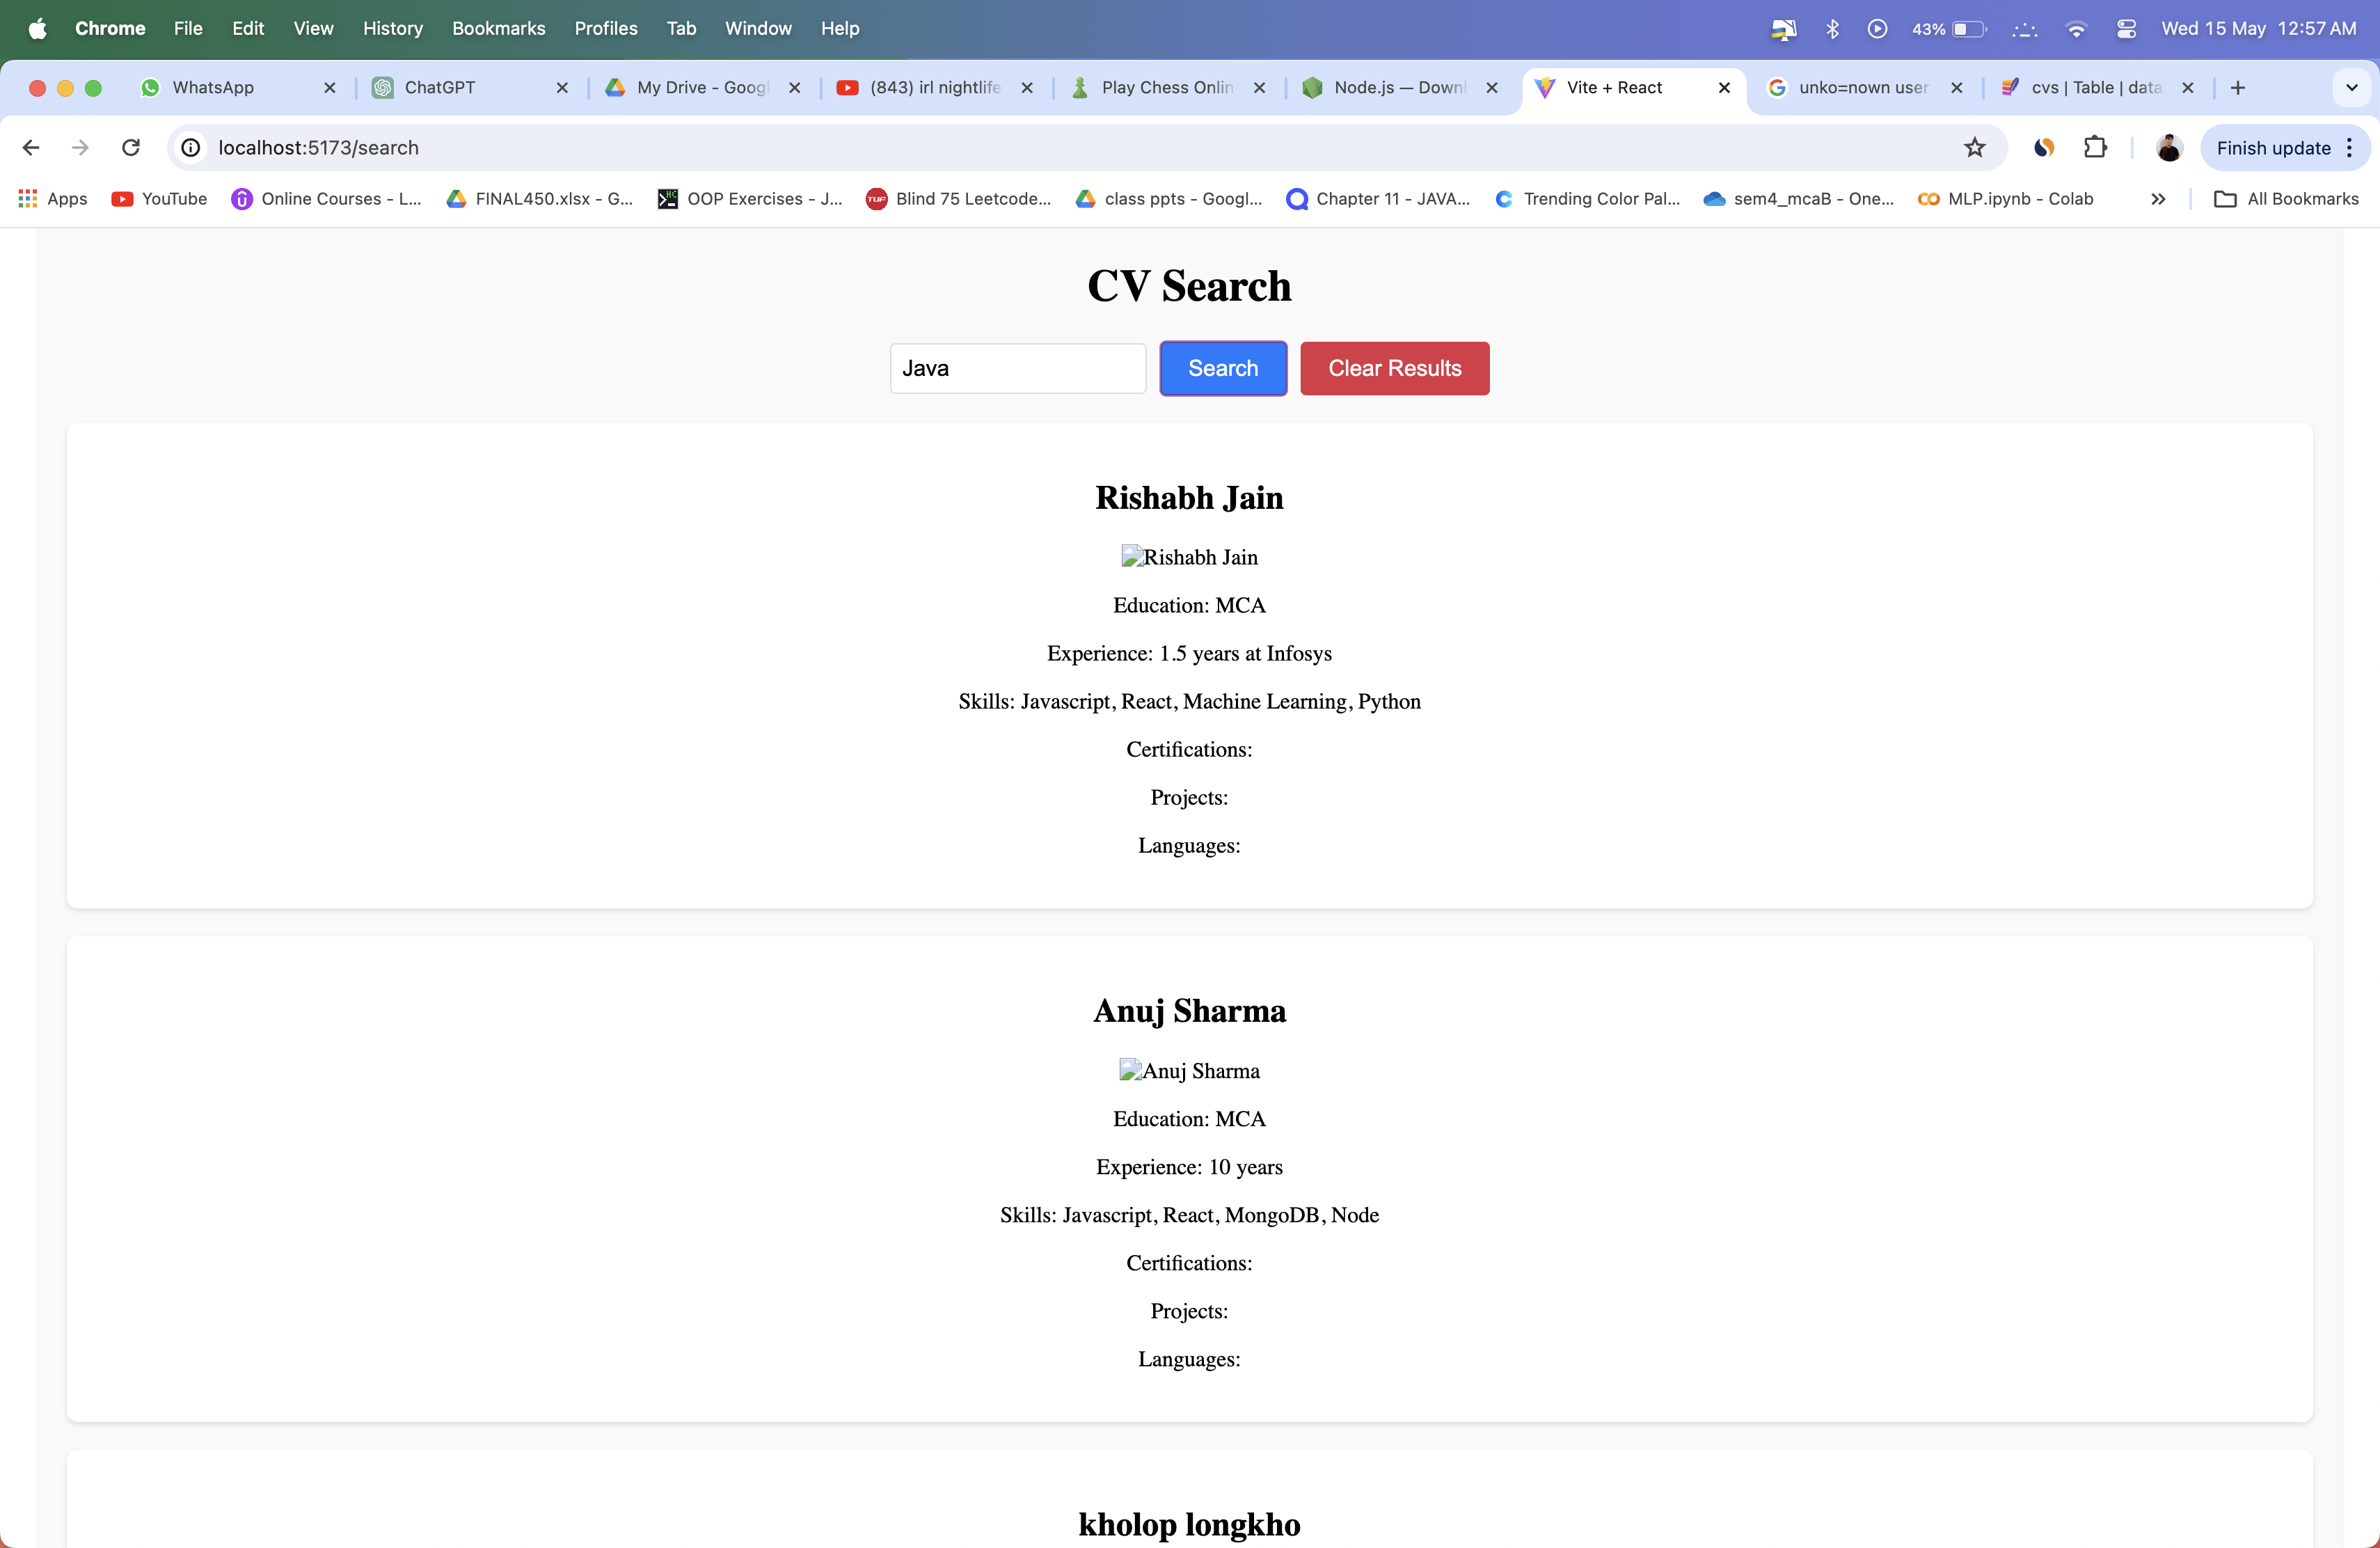 Chrome File Edit View History Bookmarks Profiles Tab Window Help 43% Wed 15 May 12:57 AM
WhatsApp ChatGPT My Drive - Googl (843) irl nightlife Play Chess Onlin Node.js — Downl Vite + React unko=nown user cvs | Table | data
localhost:5173/search Finish update
Apps YouTube Online Courses - L... FINAL450.xlsx - G... OOP Exercises - J... Blind 75 Leetcode... class ppts - Googl... Chapter 11 - JAVA... Trending Color Pal... sem4_mcaB - One... MLP.ipynb - Colab All Bookmarks
CV Search
Java Search Clear Results
Rishabh Jain
Rishabh Jain
Education: MCA
Experience: 1.5 years at Infosys
Skills: Javascript, React, Machine Learning, Python
Certifications:
Projects:
Languages:
Anuj Sharma
Anuj Sharma
Education: MCA
Experience: 10 years
Skills: Javascript, React, MongoDB, Node
Certifications:
Projects:
Languages:
kholop longkho